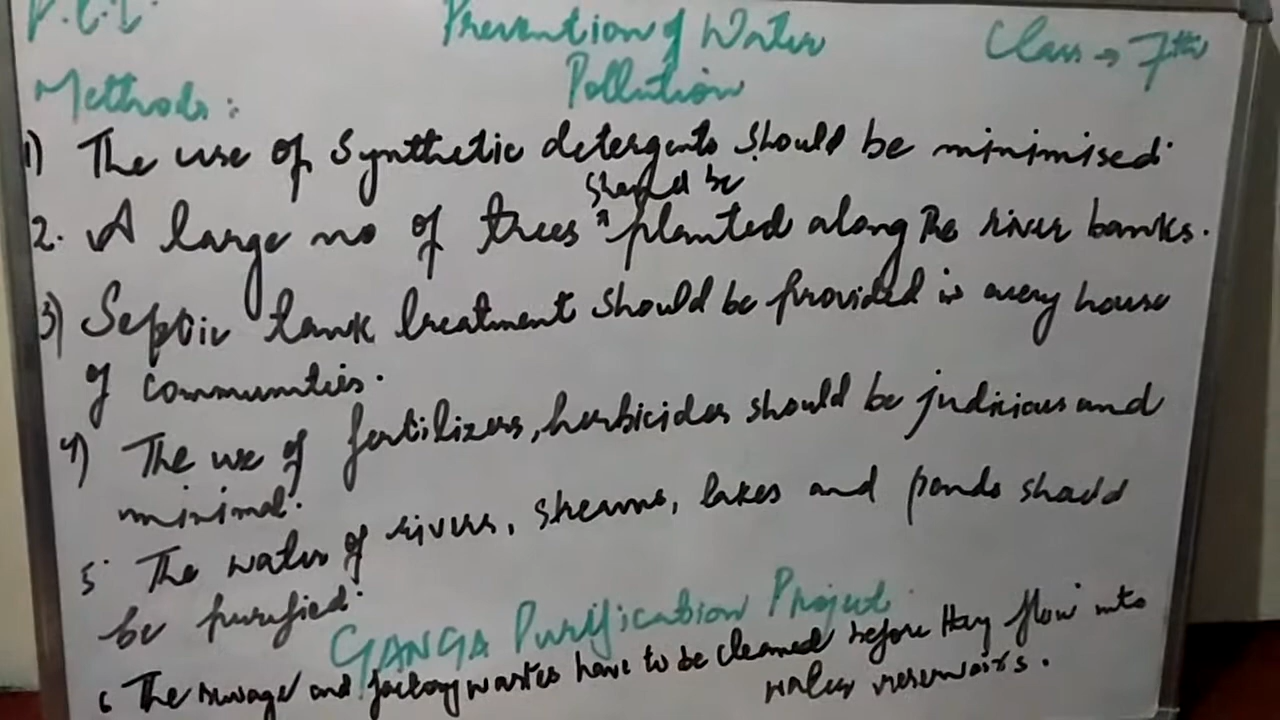 Prevention of Water Class → 7th
Pollution
Methods:
1) The use of Synthetic detergents should be minimised.
should be
2. A large no of trees ^ planted along the river banks.
3) Septic tank treatment should be provided in every house
of communities.
4) The use of fertilizers, herbicides should be judicious and
minimal.
5. The water of rivers, streams, lakes and ponds should
be purified.
GANGA Purification Project.
6 The sewage and factory wastes have to be cleaned before they flow into
water reservoirs.